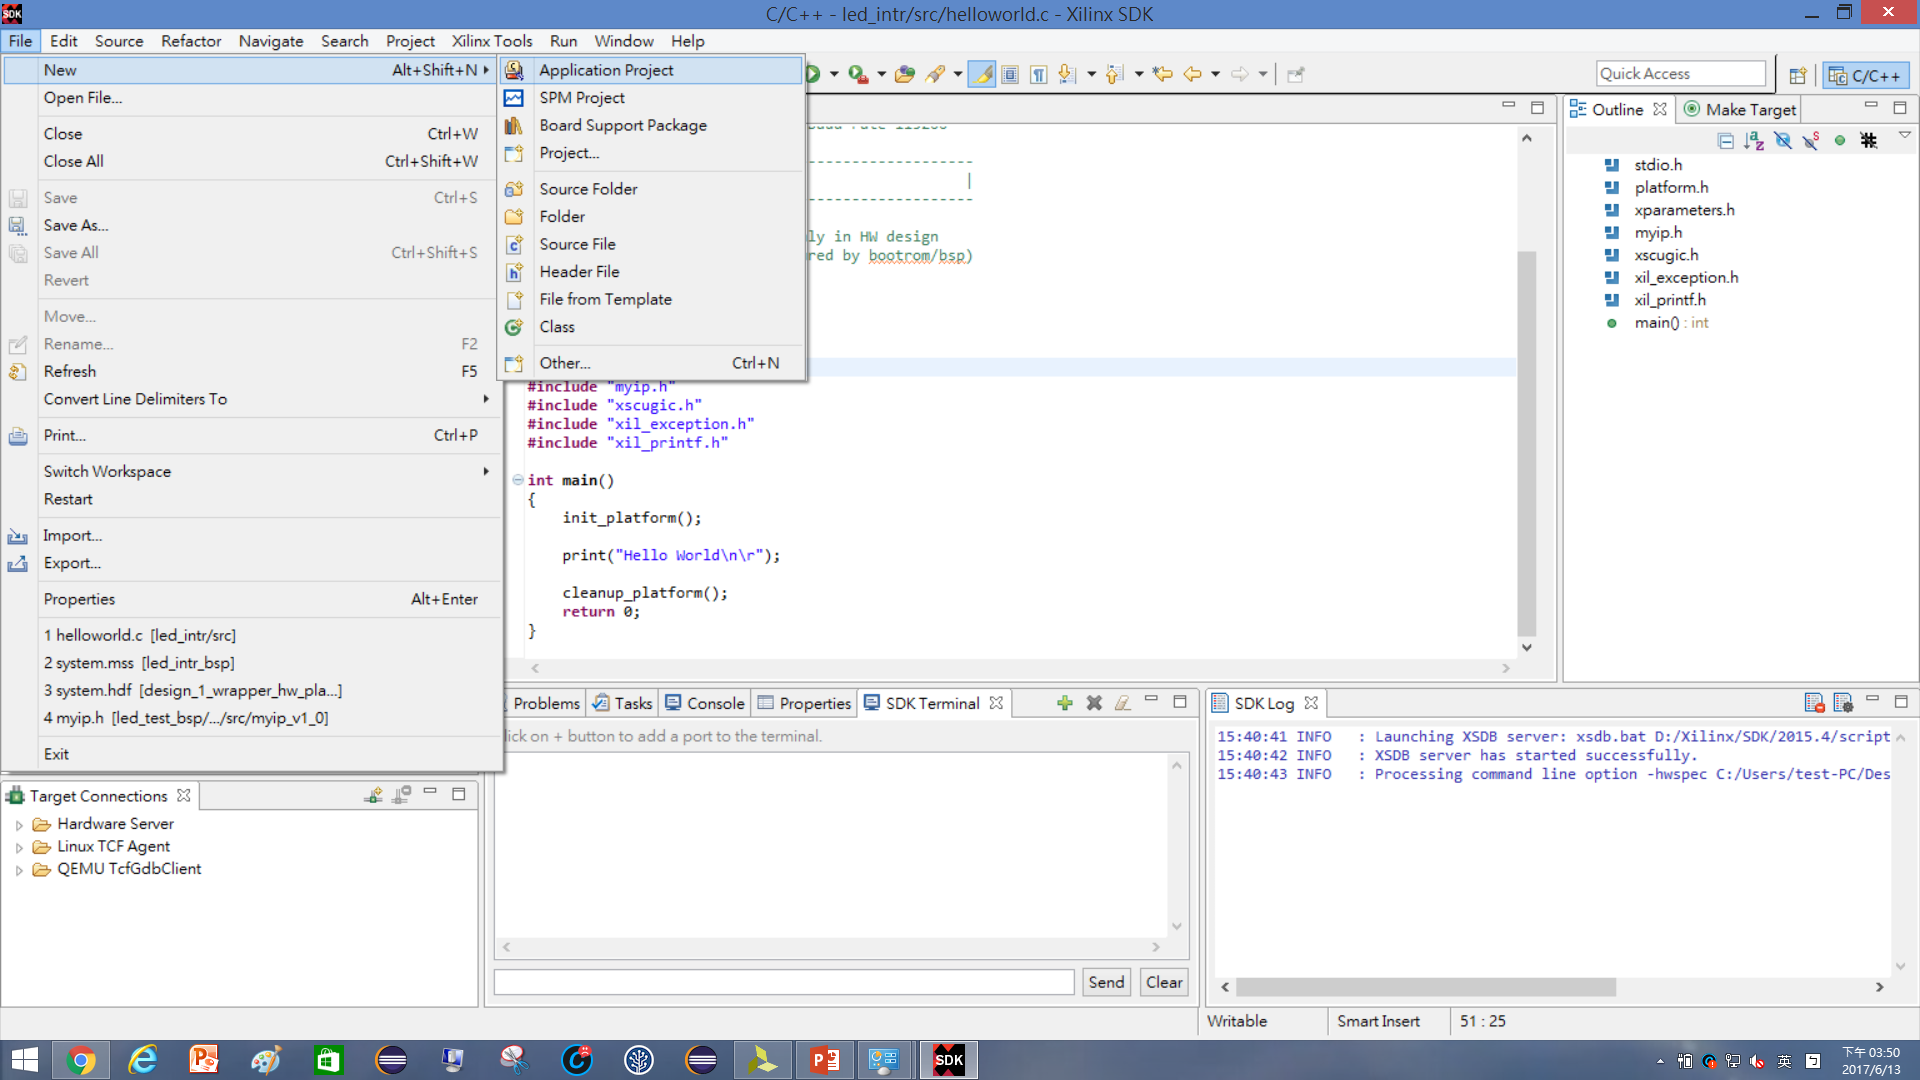 SDK
C/C++ - led_intr/src/helloworld.c - Xilinx SDK
File Edit Source Refactor Navigate Search Project Xilinx Tools Run Window Help
New Alt+Shift+N
Open File...
Close Ctrl+W
Close All Ctrl+Shift+W
Save Ctrl+S
Save As...
Save All Ctrl+Shift+S
Revert
Move...
Rename... F2
Refresh F5
Convert Line Delimiters To
Print... Ctrl+P
Switch Workspace
Restart
Import...
Export...
Properties Alt+Enter
1 helloworld.c [led_intr/src]
2 system.mss [led_intr_bsp]
3 system.hdf [design_1_wrapper_hw_pla...]
4 myip.h [led_test_bsp/.../src/myip_v1_0]
Exit
Application Project
SPM Project
Board Support Package
Project...
Source Folder
Folder
Source File
Header File
File from Template
Class
Other... Ctrl+N
Quick Access
C/C++
------------------
|
------------------
ly in HW design
red by bootrom/bsp)
#include "myip.h"
#include "xscugic.h"
#include "xil_exception.h"
#include "xil_printf.h"
int main()
{
init_platform();
print("Hello World\n\r");
cleanup_platform();
return 0;
}
Outline Make Target
stdio.h
platform.h
xparameters.h
myip.h
xscugic.h
xil_exception.h
xil_printf.h
main() : int
Target Connections
Hardware Server
Linux TCF Agent
QEMU TcfGdbClient
Problems Tasks Console Properties SDK Terminal
lick on + button to add a port to the terminal.
Send Clear
SDK Log
15:40:41 INFO : Launching XSDB server: xsdb.bat D:/Xilinx/SDK/2015.4/script
15:40:42 INFO : XSDB server has started successfully.
15:40:43 INFO : Processing command line option -hwspec C:/Users/test-PC/Des
Writable Smart Insert 51 : 25
SDK
英
下午 03:50
2017/6/13